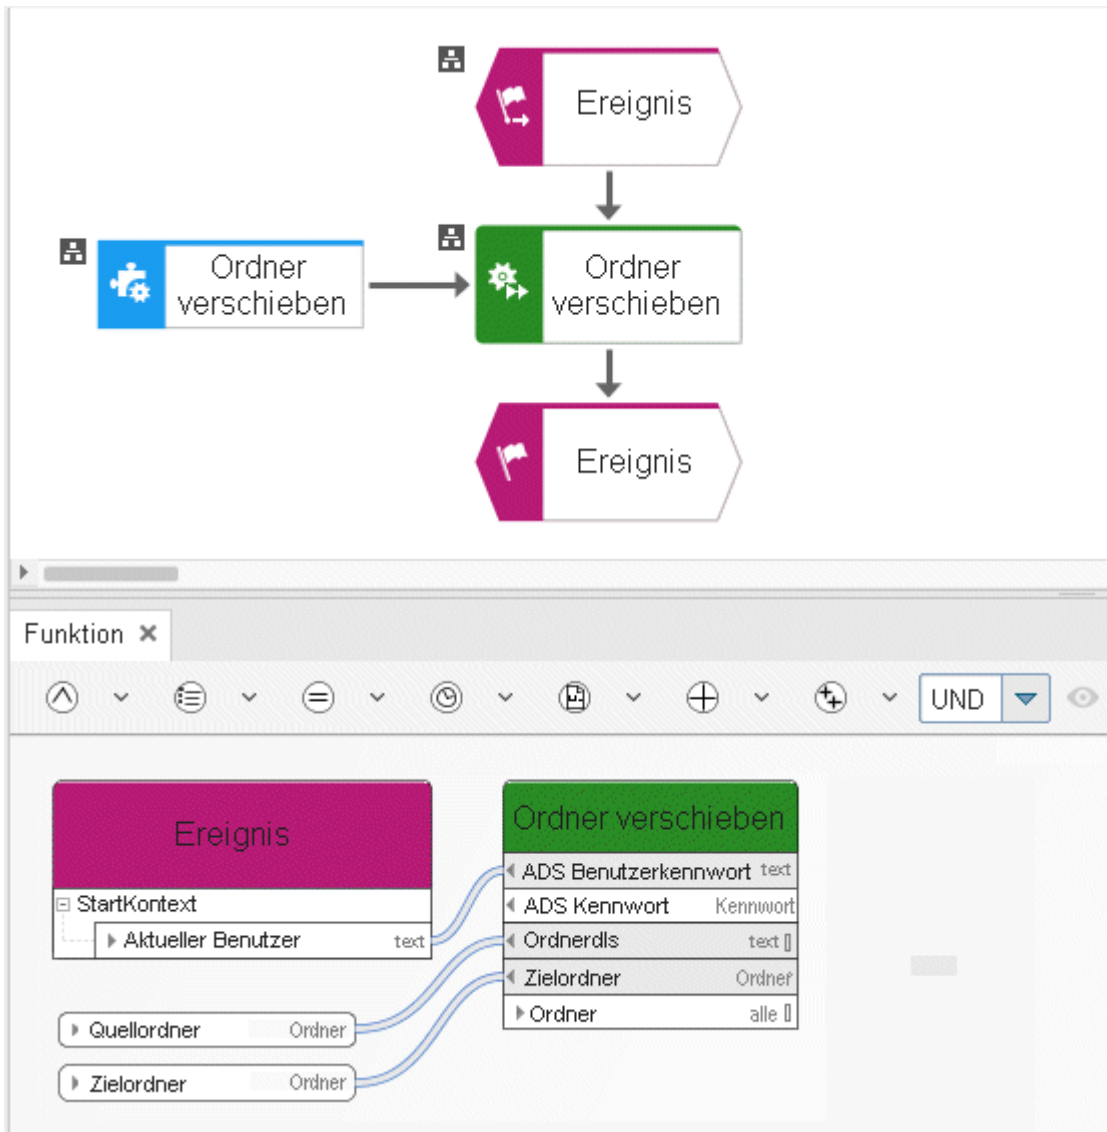 Ereignis
Ordner
verschieben
Ordner
verschieben
Ereignis
Funktion
UND
Ereignis
StartKontext
Aktueller Benutzer text
Quellordner Ordner
Zielordner Ordner
Ordner verschieben
ADS Benutzerkennwort text
ADS Kennwort Kennwort
OrdnerdIs text []
Zielordner Ordner
Ordner alle []